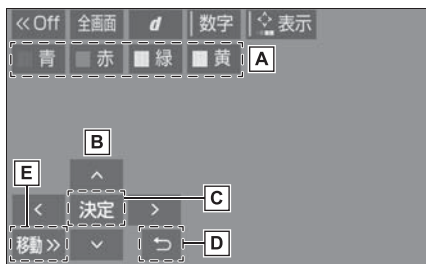 ≪Off 全画面 d 数字 表示
青 赤 緑 黄 A
B
E ^
< 決定 > C
移動≫ ⌄ ⮌ D